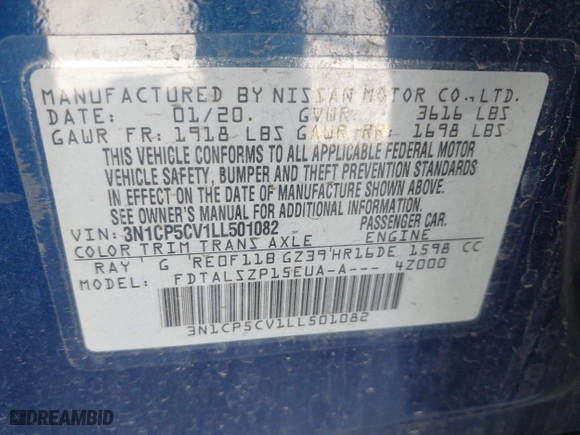 MANUFACTURED BY NISSAN MOTOR CO.,LTD.
DATE: 01/20. GVWR 3616 LBS
GAWR FR: 1918 LBS GAWR RR: 1698 LBS
THIS VEHICLE CONFORMS TO ALL APPLICABLE FEDERAL MOTOR
VEHICLE SAFETY, BUMPER AND THEFT PREVENTION STANDARDS
IN EFFECT ON THE DATE OF MANUFACTURE SHOWN ABOVE.
SEE OWNER'S MANUAL FOR ADDITIONAL INFORMATION.
VIN: 3N1CP5CV1LL501082 PASSENGER CAR.
COLOR TRIM TRANS AXLE ENGINE
RAY G RE0F11B GZ39 HR16DE 1598 CC
MODEL: FDTALSZP15EUA-A--- 4Z000
3N1CP5CV1LL501082
DREAMBID